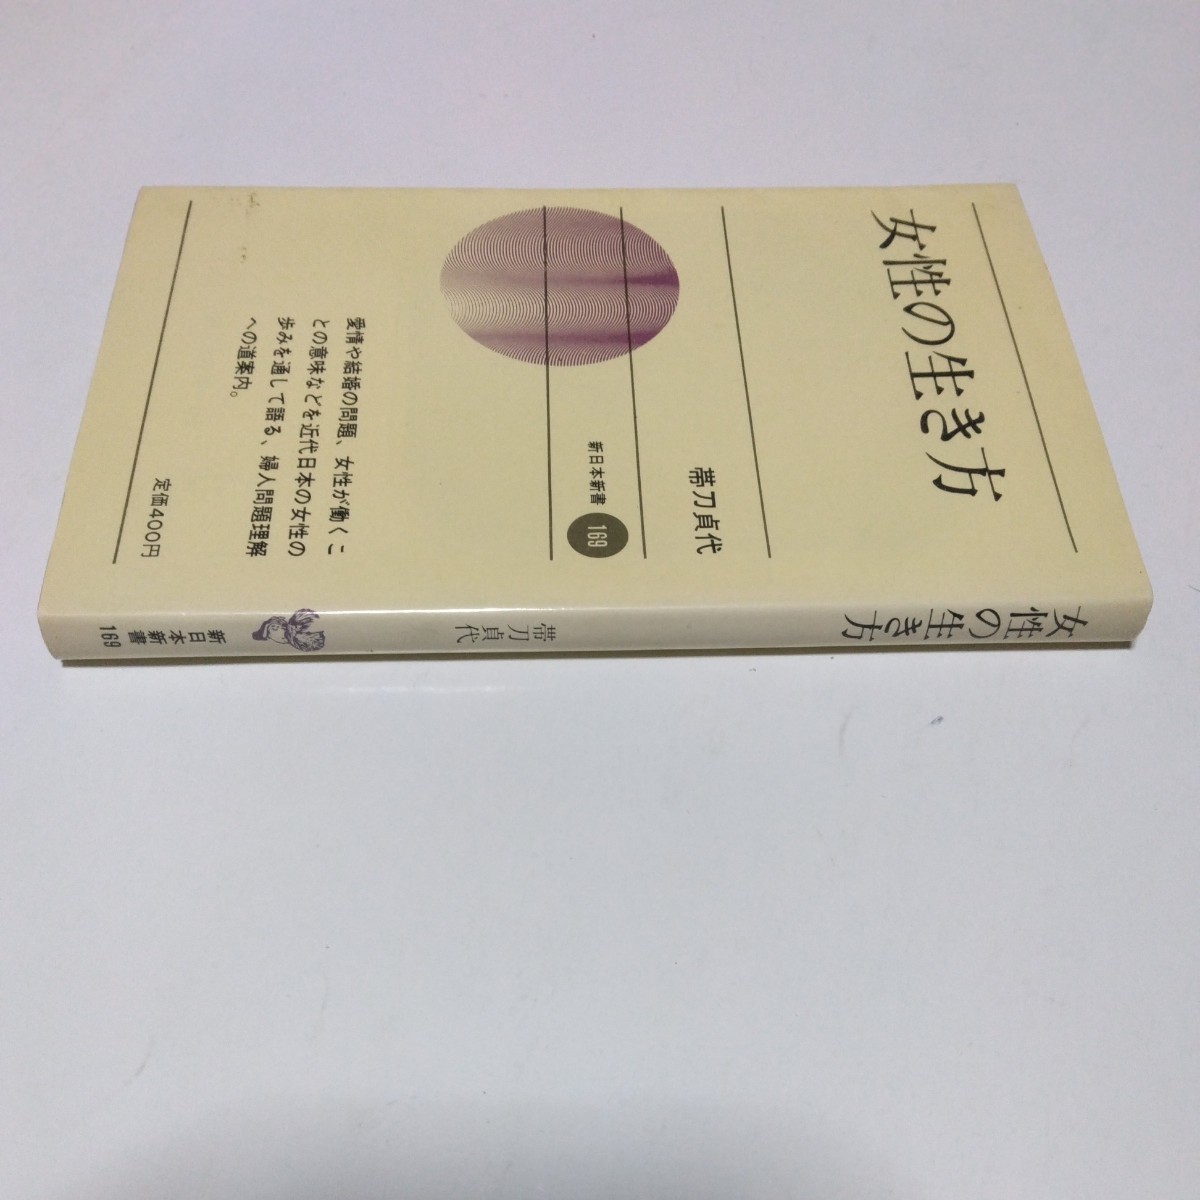 女性の生き方
帯刀貞代
新日本新書
169
愛情や結婚の問題、女性が働くこ
との意味などを近代日本の女性の
歩みを通して語る、婦人問題理解
への道案内。
定価400円
女性の生き方
帯刀貞代
新日本新書
169